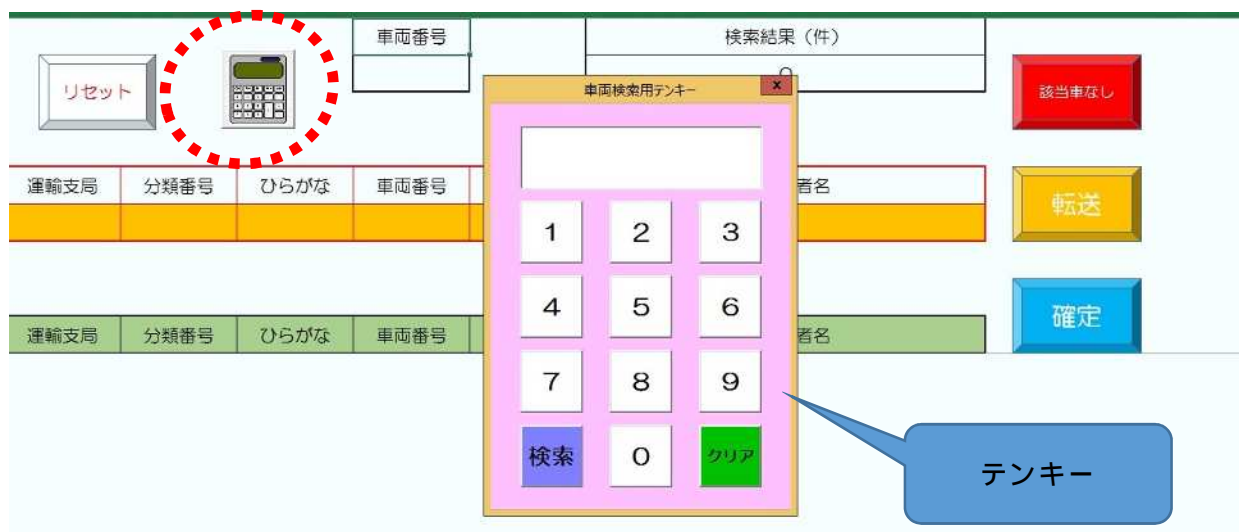 車両番号
検索結果（件）
0
リセット
該当車なし
運輸支局
分類番号
ひらがな
車両番号
者名
転送
確定
運輸支局
分類番号
ひらがな
車両番号
者名
車両検索用テンキー
x
1 2 3
4 5 6
7 8 9
検索 0 クリア
テンキー